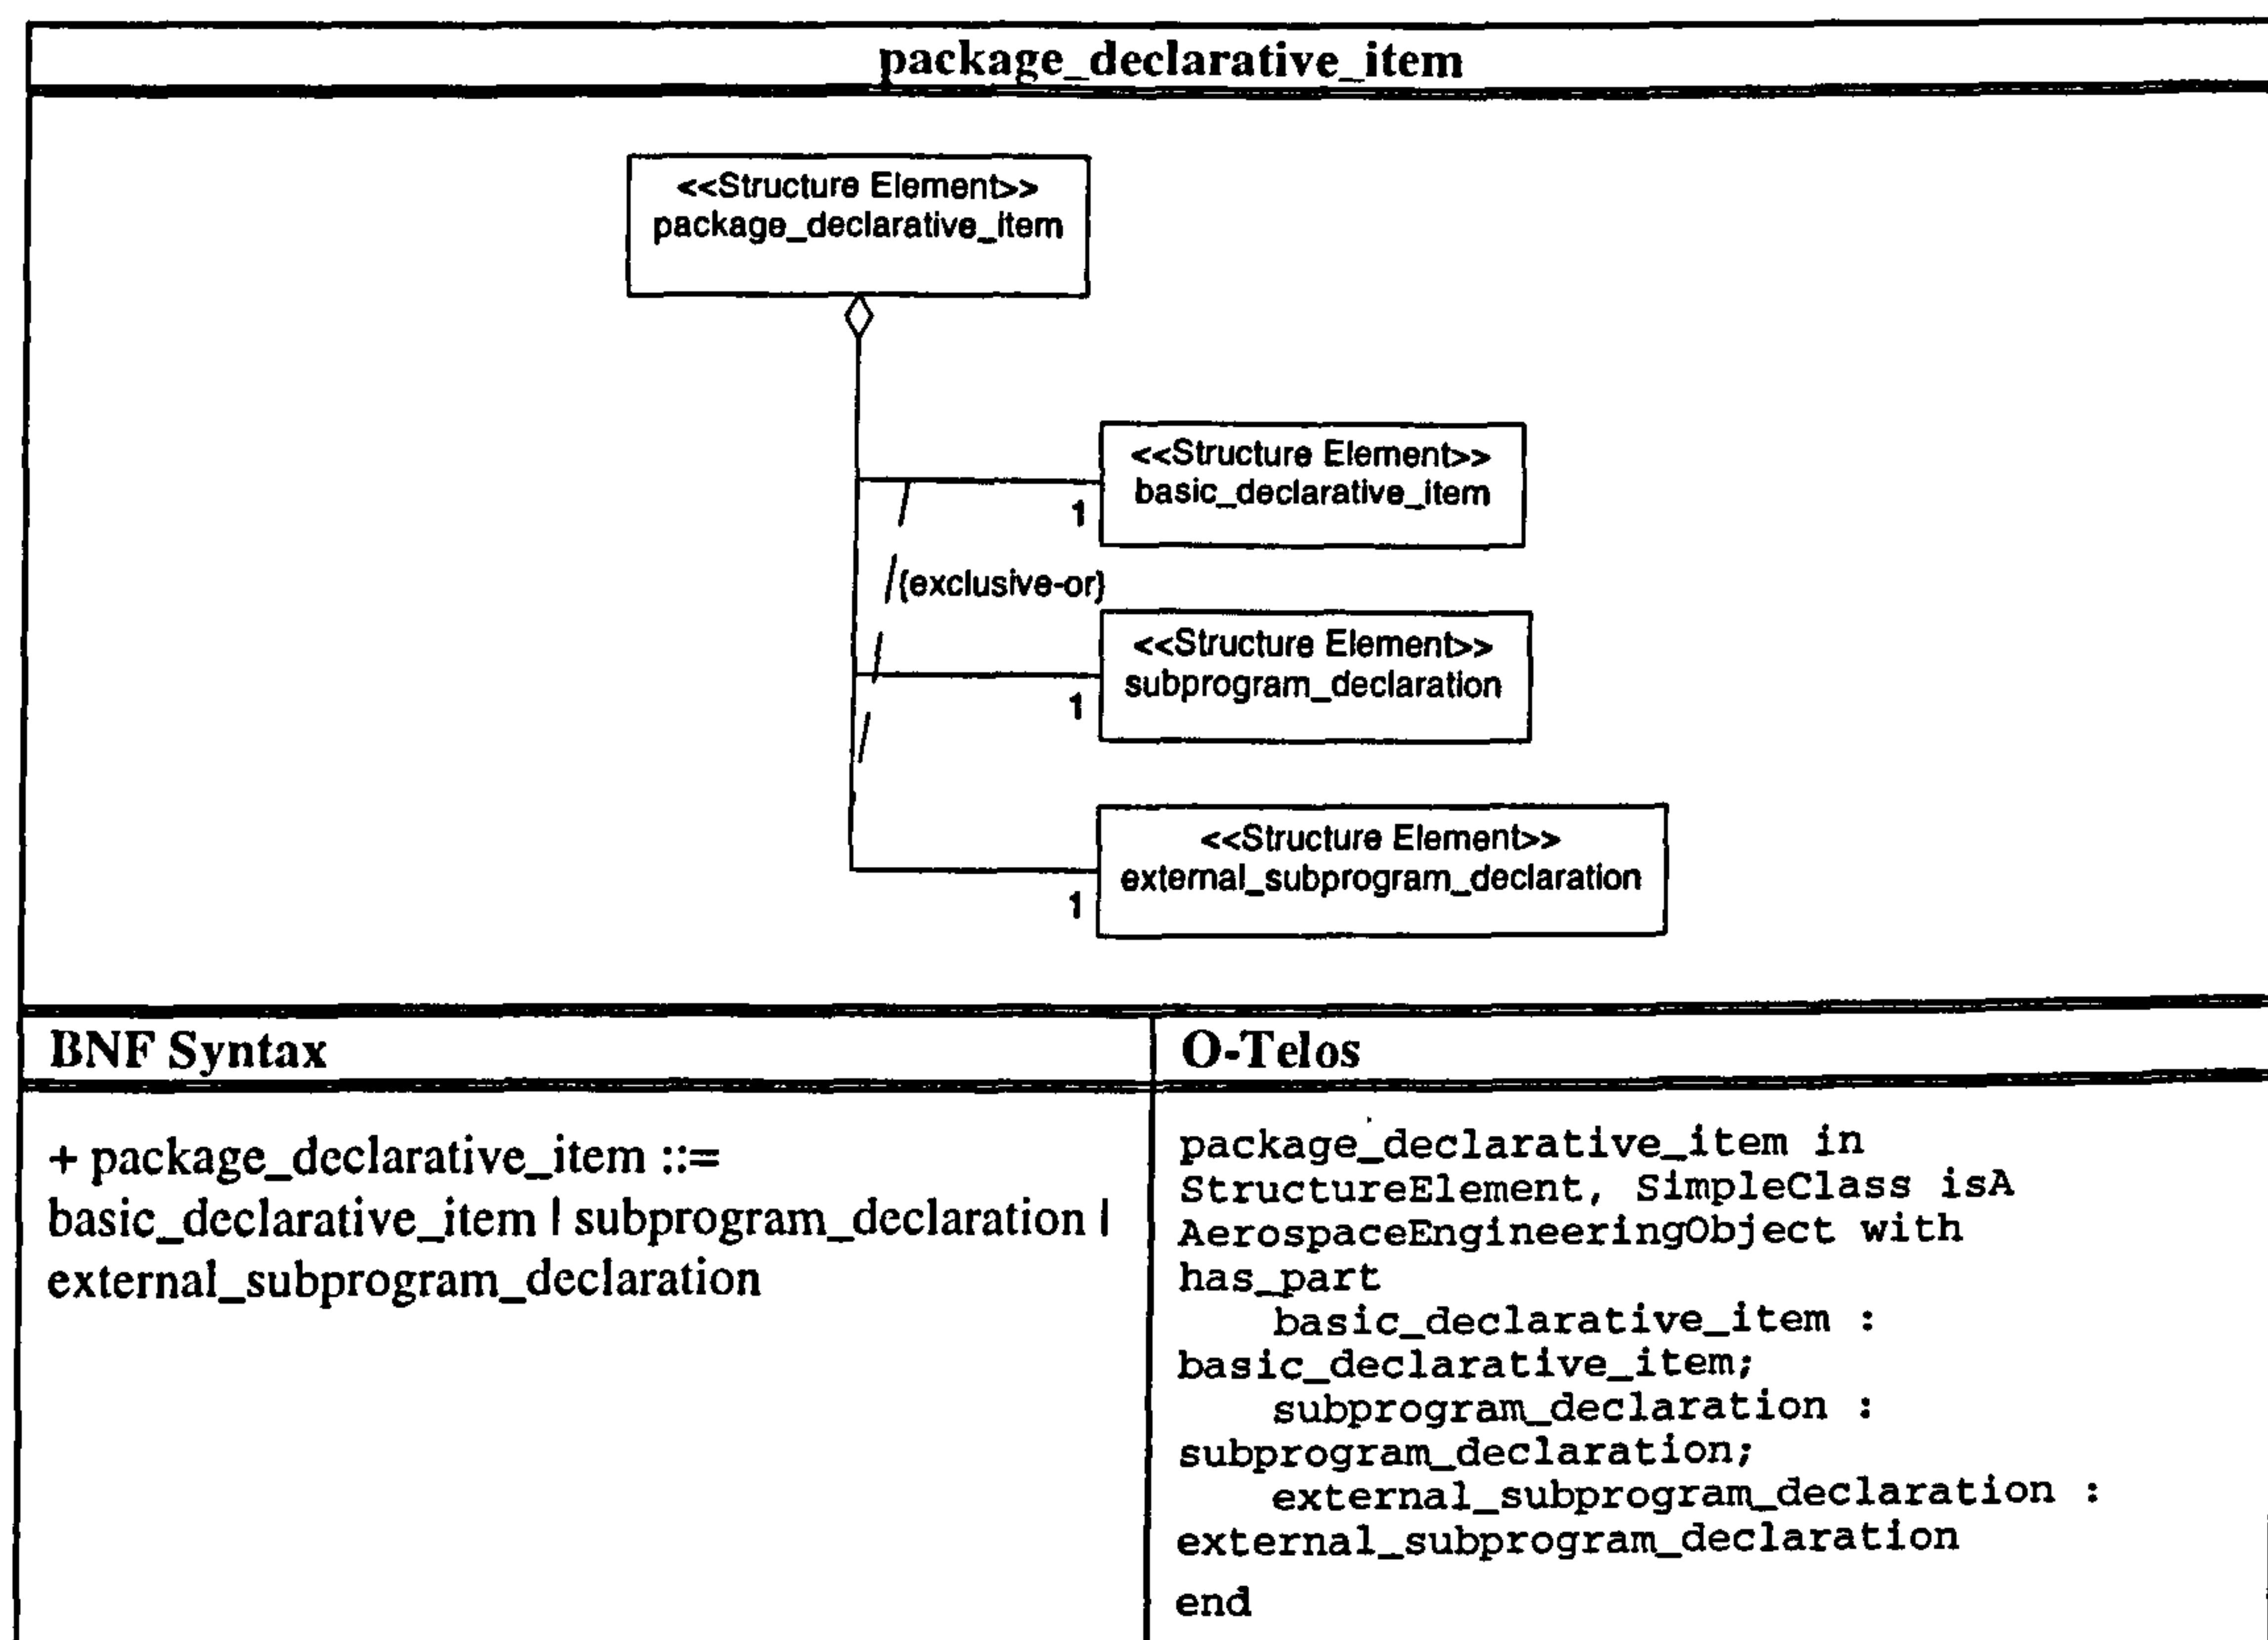 package_declarative_item
<<Structure Element>>
package_declarative_item
<<Structure Element>>
basic_declarative_item
1
{exclusive-or}
<<Structure Element>>
subprogram_declaration
1
<<Structure Element>>
external_subprogram_declaration
1
BNF Syntax
+ package_declarative_item ::=
basic_declarative_item | subprogram_declaration |
external_subprogram_declaration
O-Telos
package_declarative_item in
StructureElement, SimpleClass isA
AerospaceEngineeringObject with
has_part
basic_declarative_item :
basic_declarative_item;
subprogram_declaration :
subprogram_declaration;
external_subprogram_declaration :
external_subprogram_declaration
end